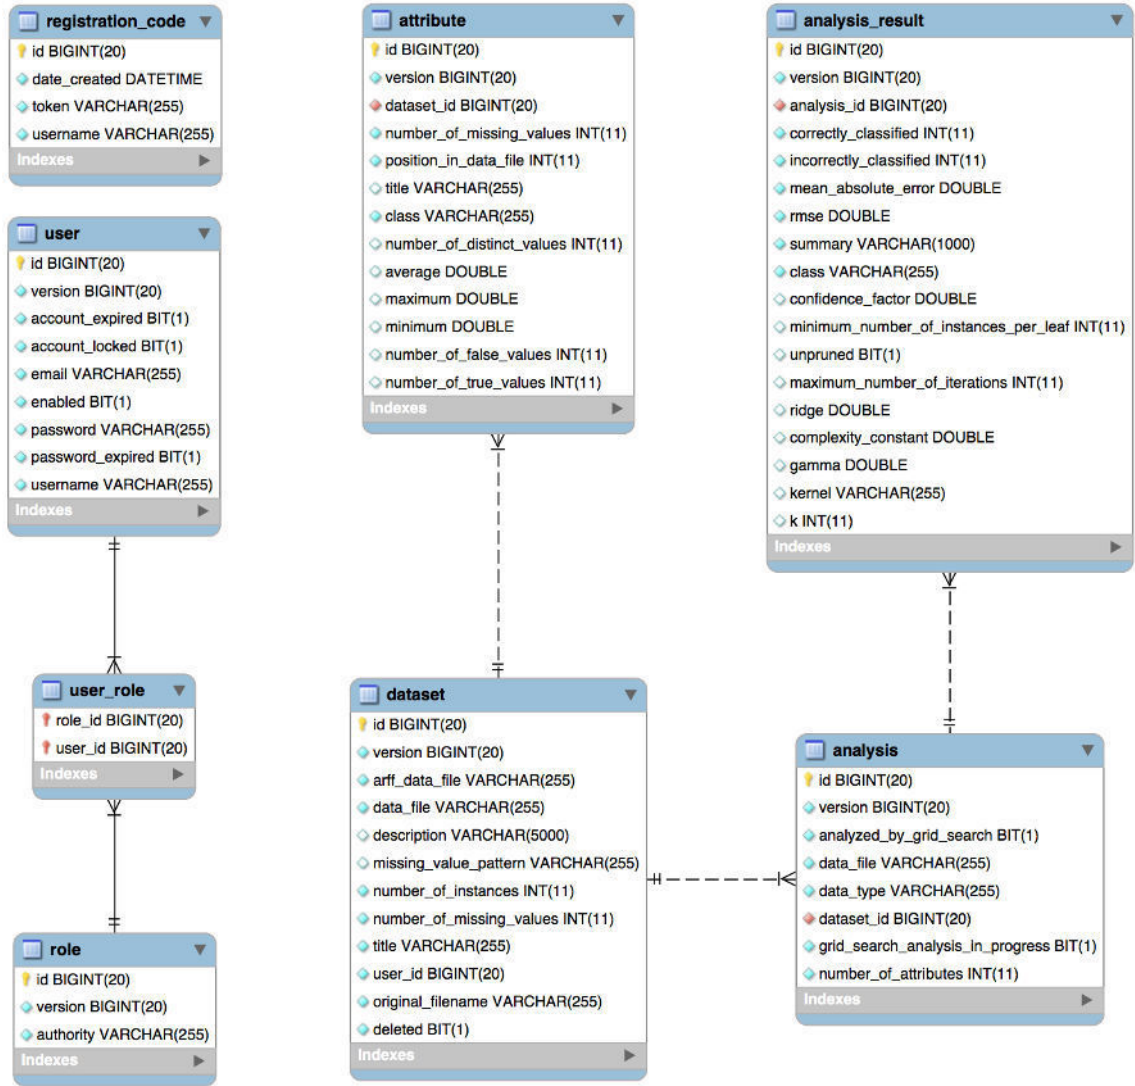 registration_code
id BIGINT(20)
date_created DATETIME
token VARCHAR(255)
username VARCHAR(255)
Indexes
user
id BIGINT(20)
version BIGINT(20)
account_expired BIT(1)
account_locked BIT(1)
email VARCHAR(255)
enabled BIT(1)
password VARCHAR(255)
password_expired BIT(1)
username VARCHAR(255)
Indexes
user_role
role_id BIGINT(20)
user_id BIGINT(20)
Indexes
role
id BIGINT(20)
version BIGINT(20)
authority VARCHAR(255)
Indexes
attribute
id BIGINT(20)
version BIGINT(20)
dataset_id BIGINT(20)
number_of_missing_values INT(11)
position_in_data_file INT(11)
title VARCHAR(255)
class VARCHAR(255)
number_of_distinct_values INT(11)
average DOUBLE
maximum DOUBLE
minimum DOUBLE
number_of_false_values INT(11)
number_of_true_values INT(11)
Indexes
dataset
id BIGINT(20)
version BIGINT(20)
arff_data_file VARCHAR(255)
data_file VARCHAR(255)
description VARCHAR(5000)
missing_value_pattern VARCHAR(255)
number_of_instances INT(11)
number_of_missing_values INT(11)
title VARCHAR(255)
user_id BIGINT(20)
original_filename VARCHAR(255)
deleted BIT(1)
Indexes
analysis_result
id BIGINT(20)
version BIGINT(20)
analysis_id BIGINT(20)
correctly_classified INT(11)
incorrectly_classified INT(11)
mean_absolute_error DOUBLE
rmse DOUBLE
summary VARCHAR(1000)
class VARCHAR(255)
confidence_factor DOUBLE
minimum_number_of_instances_per_leaf INT(11)
unpruned BIT(1)
maximum_number_of_iterations INT(11)
ridge DOUBLE
complexity_constant DOUBLE
gamma DOUBLE
kernel VARCHAR(255)
k INT(11)
Indexes
analysis
id BIGINT(20)
version BIGINT(20)
analyzed_by_grid_search BIT(1)
data_file VARCHAR(255)
data_type VARCHAR(255)
dataset_id BIGINT(20)
grid_search_analysis_in_progress BIT(1)
number_of_attributes INT(11)
Indexes